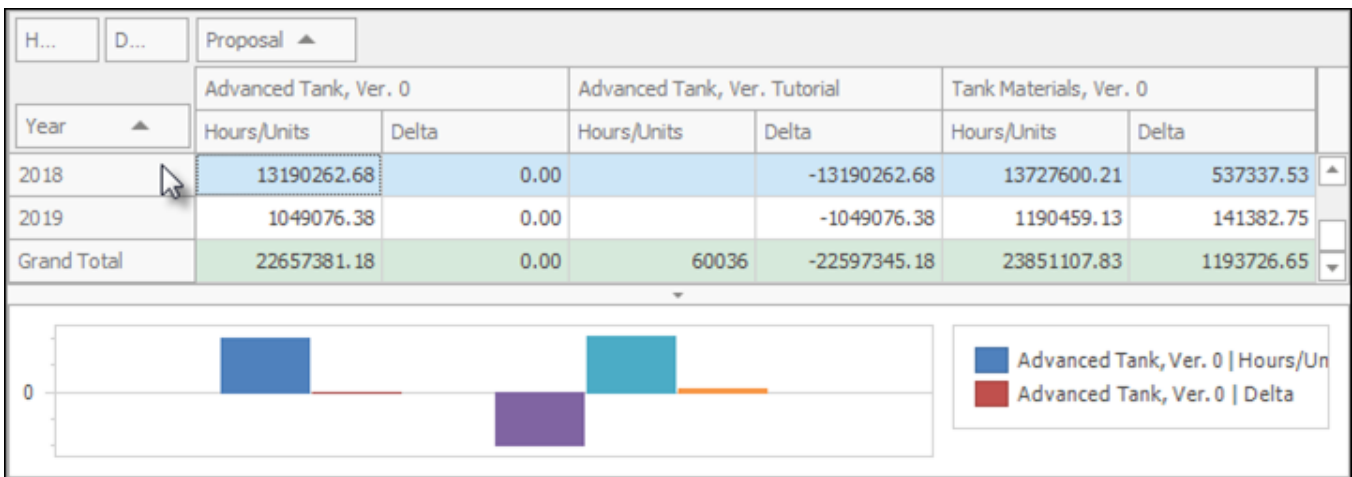 H... D... Proposal
Advanced Tank, Ver. 0 Advanced Tank, Ver. Tutorial Tank Materials, Ver. 0
Year Hours/Units Delta Hours/Units Delta Hours/Units Delta
2018 13190262.68 0.00 -13190262.68 13727600.21 537337.53
2019 1049076.38 0.00 -1049076.38 1190459.13 141382.75
Grand Total 22657381.18 0.00 60036 -22597345.18 23851107.83 1193726.65
0
Advanced Tank, Ver. 0 | Hours/Un
Advanced Tank, Ver. 0 | Delta